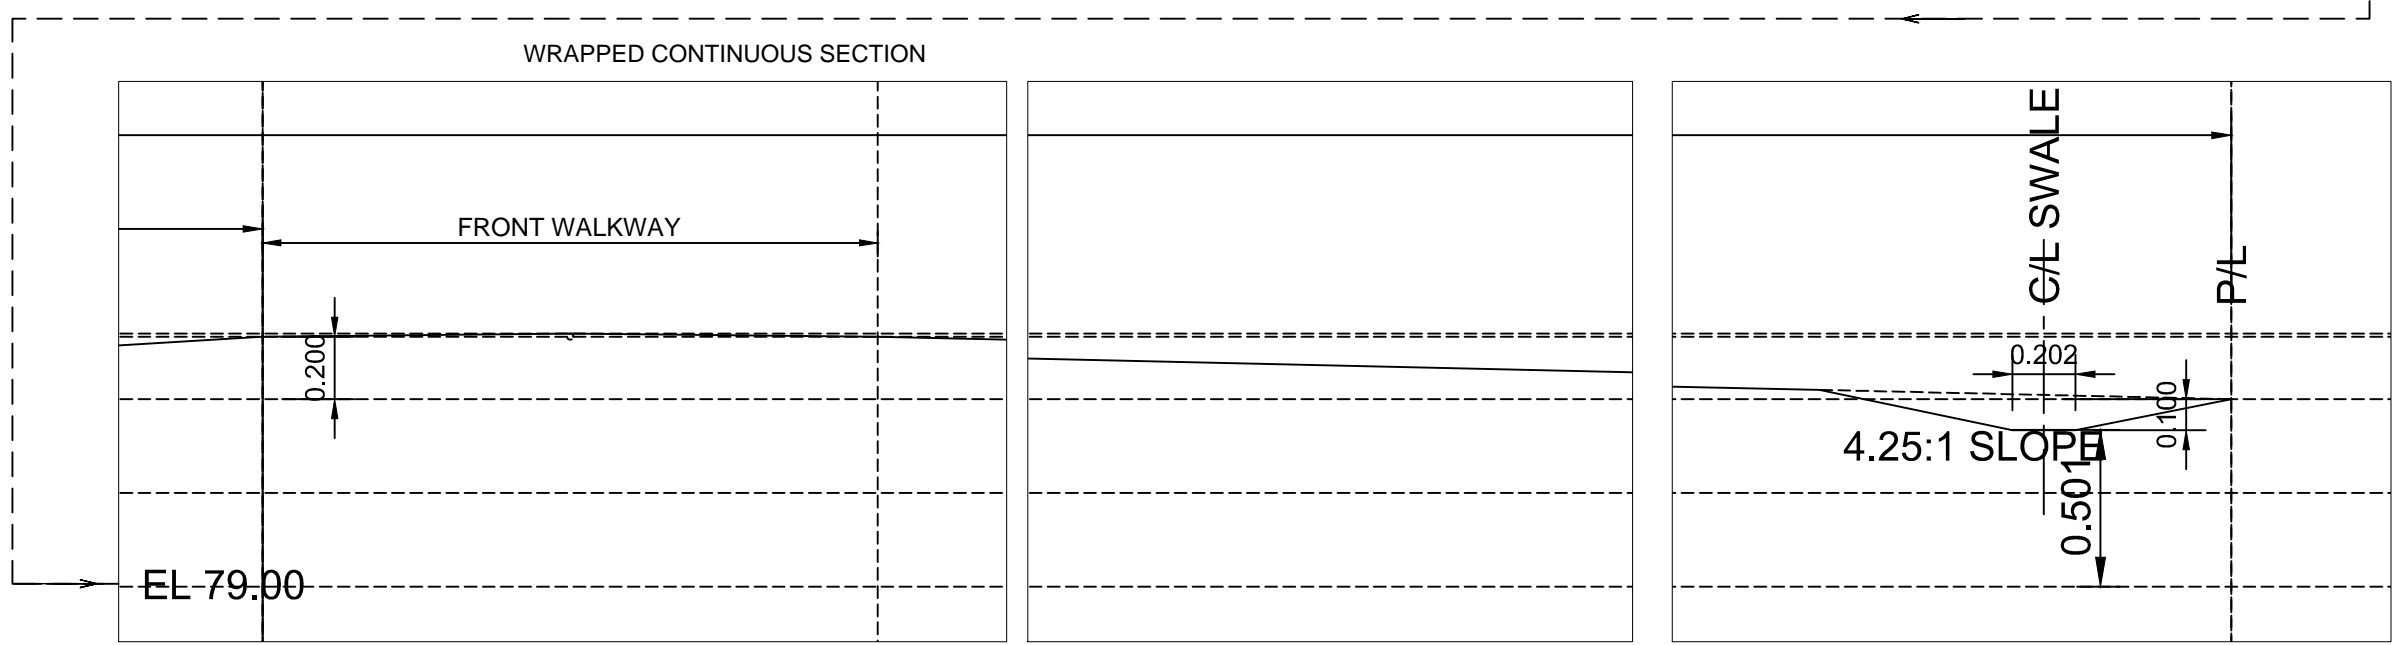 WRAPPED CONTINUOUS SECTION
C/L SWALE
FRONT WALKWAY
P/L
0.200
0.202
0.100
4.25:1 SLOPE
0.501
EL 79.00